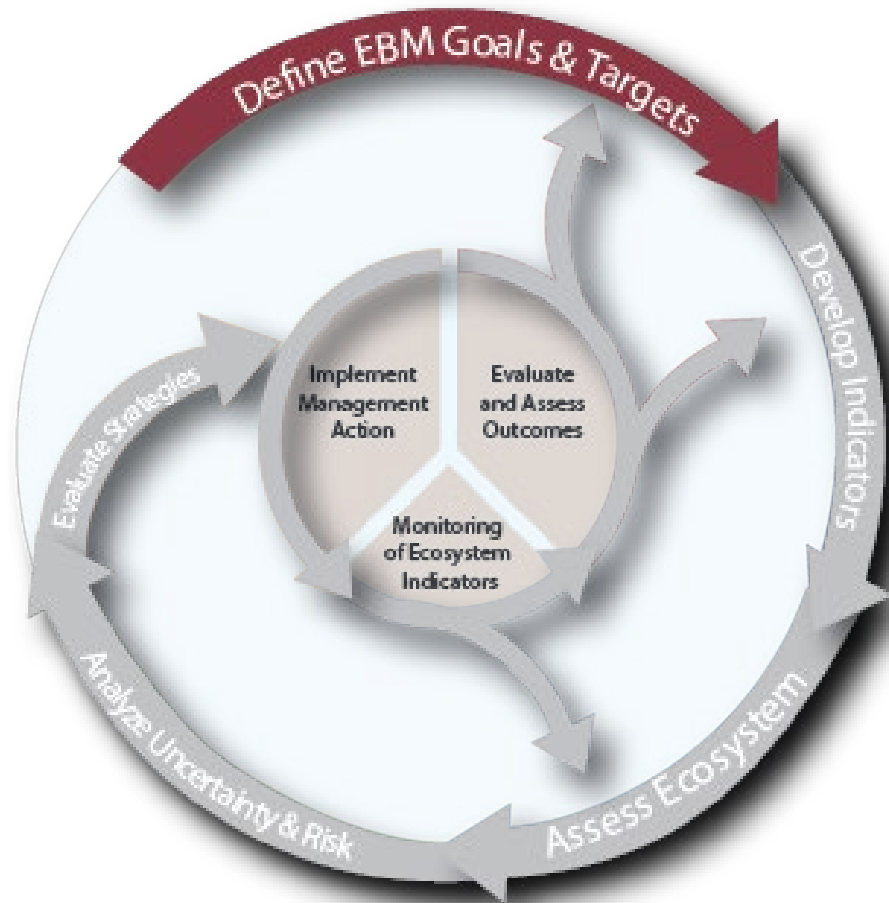 Define EBM Goals & Targets
Develop Indicators
Assess Ecosystem
Analyze Uncertainty & Risk
Evaluate Strategies
Implement
Management
Action
Evaluate
and Assess
Outcomes
Monitoring
of Ecosystem
Indicators